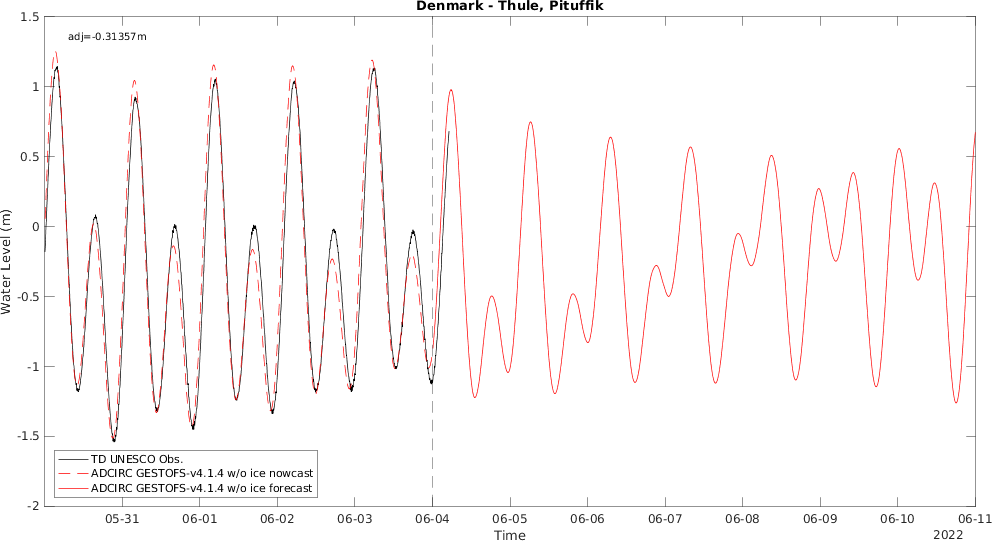 Denmark - Thule, Pituffik
adj=-0.31357m
1.5
1
0.5
0
-0.5
-1
-1.5
-2
Water Level (m)
TD UNESCO Obs.
ADCIRC GESTOFS-v4.1.4 w/o ice nowcast
ADCIRC GESTOFS-v4.1.4 w/o ice forecast
05-31 06-01 06-02 06-03 06-04 06-05 06-06 06-07 06-08 06-09 06-10 06-11
Time
2022